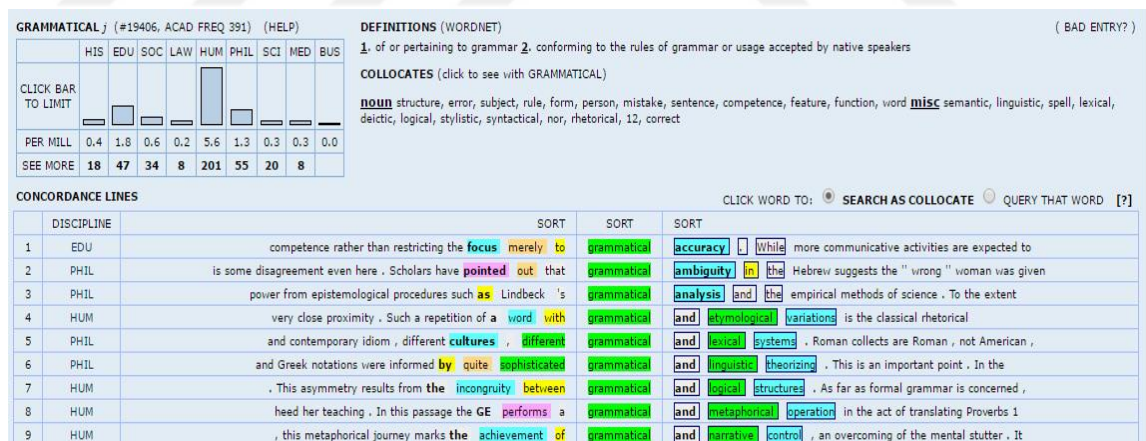 GRAMMATICAL j (#19406, ACAD FREQ 391) (HELP)
HIS EDU SOC LAW HUM PHIL SCI MED BUS
CLICK BAR
TO LIMIT
PER MILL 0.4 1.8 0.6 0.2 5.6 1.3 0.3 0.3 0.0
SEE MORE 18 47 34 8 201 55 20 8
DEFINITIONS (WORDNET) ( BAD ENTRY? )
1. of or pertaining to grammar 2. conforming to the rules of grammar or usage accepted by native speakers
COLLOCATES (click to see with GRAMMATICAL)
noun structure, error, subject, rule, form, person, mistake, sentence, competence, feature, function, word misc semantic, linguistic, spell, lexical,
deictic, logical, stylistic, syntactical, nor, rhetorical, 12, correct
CONCORDANCE LINES CLICK WORD TO: SEARCH AS COLLOCATE QUERY THAT WORD [?]
DISCIPLINE SORT SORT SORT
1 EDU competence rather than restricting the focus merely to grammatical accuracy . While more communicative activities are expected to
2 PHIL is some disagreement even here . Scholars have pointed out that grammatical ambiguity in the Hebrew suggests the " wrong " woman was given
3 PHIL power from epistemological procedures such as Lindbeck 's grammatical analysis and the empirical methods of science . To the extent
4 HUM very close proximity . Such a repetition of a word with grammatical and etymological variations is the classical rhetorical
5 PHIL and contemporary idiom , different cultures , different grammatical and lexical systems . Roman collects are Roman , not American ,
6 PHIL and Greek notations were informed by quite sophisticated grammatical and linguistic theorizing . This is an important point . In the
7 HUM . This asymmetry results from the incongruity between grammatical and logical structures . As far as formal grammar is concerned ,
8 HUM heed her teaching . In this passage the GE performs a grammatical and metaphorical operation in the act of translating Proverbs 1
9 HUM , this metaphorical journey marks the achievement of grammatical and narrative control , an overcoming of the mental stutter . It